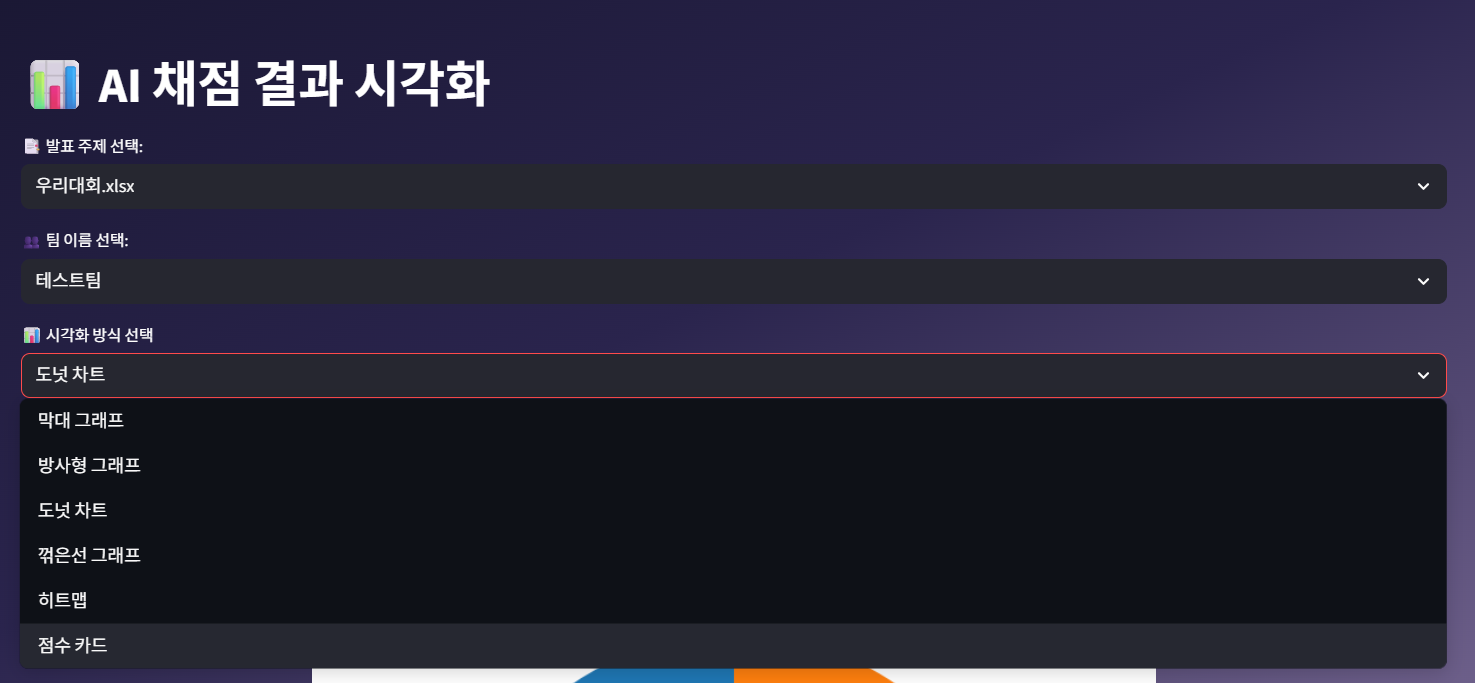 AI 채점 결과 시각화
발표 주제 선택:
우리대회.xlsx
팀 이름 선택:
테스트팀
시각화 방식 선택
도넛 차트
막대 그래프
방사형 그래프
도넛 차트
꺾은선 그래프
히트맵
점수 카드